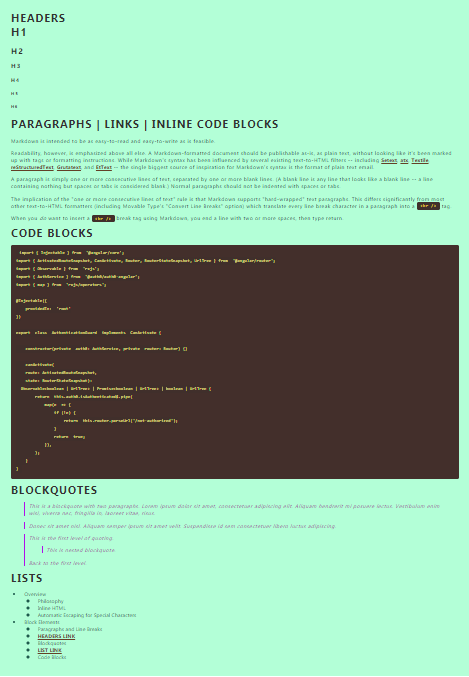 HEADERS
H1
H2
H3
H4
H5
H6
PARAGRAPHS | LINKS | INLINE CODE BLOCKS
Markdown is intended to be as easy-to-read and easy-to-write as is feasible.
Readability, however, is emphasized above all else. A Markdown-formatted document should be publishable as-is, as plain text, without looking like it's been marked
up with tags or formatting instructions. While Markdown's syntax has been influenced by several existing text-to-HTML filters -- including Setext, atx, Textile,
reStructuredText, Grutatext, and EtText -- the single biggest source of inspiration for Markdown's syntax is the format of plain text email.
A paragraph is simply one or more consecutive lines of text, separated by one or more blank lines. (A blank line is any line that looks like a blank line -- a line
containing nothing but spaces or tabs is considered blank.) Normal paragraphs should not be indented with spaces or tabs.
The implication of the "one or more consecutive lines of text" rule is that Markdown supports "hard-wrapped" text paragraphs. This differs significantly from most
other text-to-HTML formatters (including Movable Type's "Convert Line Breaks" option) which translate every line break character in a paragraph into a <br /> tag.
When you do want to insert a <br /> break tag using Markdown, you end a line with two or more spaces, then type return.
CODE BLOCKS
import { Injectable } from '@angular/core';
import { ActivatedRouteSnapshot, CanActivate, Router, RouterStateSnapshot, UrlTree } from '@angular/router';
import { Observable } from 'rxjs';
import { AuthService } from '@auth0/auth0-angular';
import { map } from 'rxjs/operators';
@Injectable({
providedIn: 'root'
})
export class AuthenticationGuard implements CanActivate {
constructor(private auth0: AuthService, private router: Router) {}
canActivate(
route: ActivatedRouteSnapshot,
state: RouterStateSnapshot):
Observable<boolean | UrlTree> | Promise<boolean | UrlTree> | boolean | UrlTree {
return this.auth0.isAuthenticated$.pipe(
map(x => {
if (!x) {
return this.router.parseUrl("/not-authorized");
}
return true;
}),
);
}
}
BLOCKQUOTES
This is a blockquote with two paragraphs. Lorem ipsum dolor sit amet, consectetuer adipiscing elit. Aliquam hendrerit mi posuere lectus. Vestibulum enim
wisi, viverra nec, fringilla in, laoreet vitae, risus.
Donec sit amet nisl. Aliquam semper ipsum sit amet velit. Suspendisse id sem consectetuer libero luctus adipiscing.
This is the first level of quoting.
This is nested blockquote.
Back to the first level.
LISTS
Overview
Philosophy
Inline HTML
Automatic Escaping for Special Characters
Block Elements
Paragraphs and Line Breaks
HEADERS LINK
Blockquotes
LIST LINK
Code Blocks